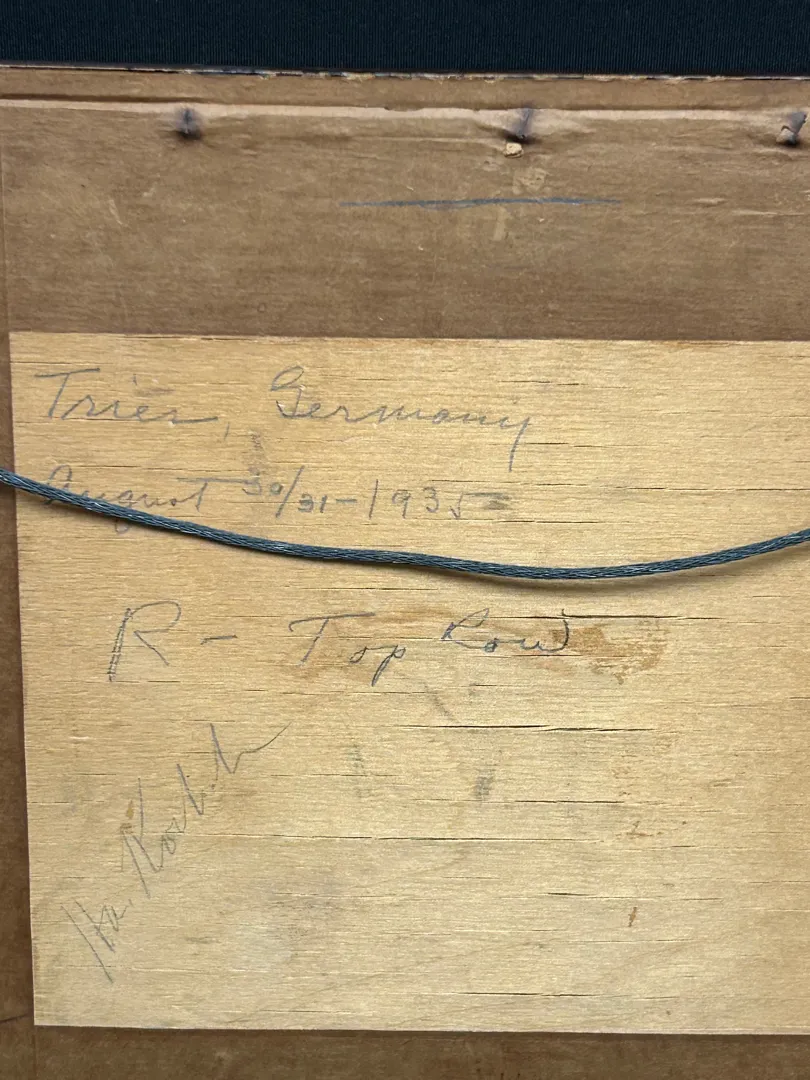 Trier, Germany
August 30/31-1935
R - Top Row